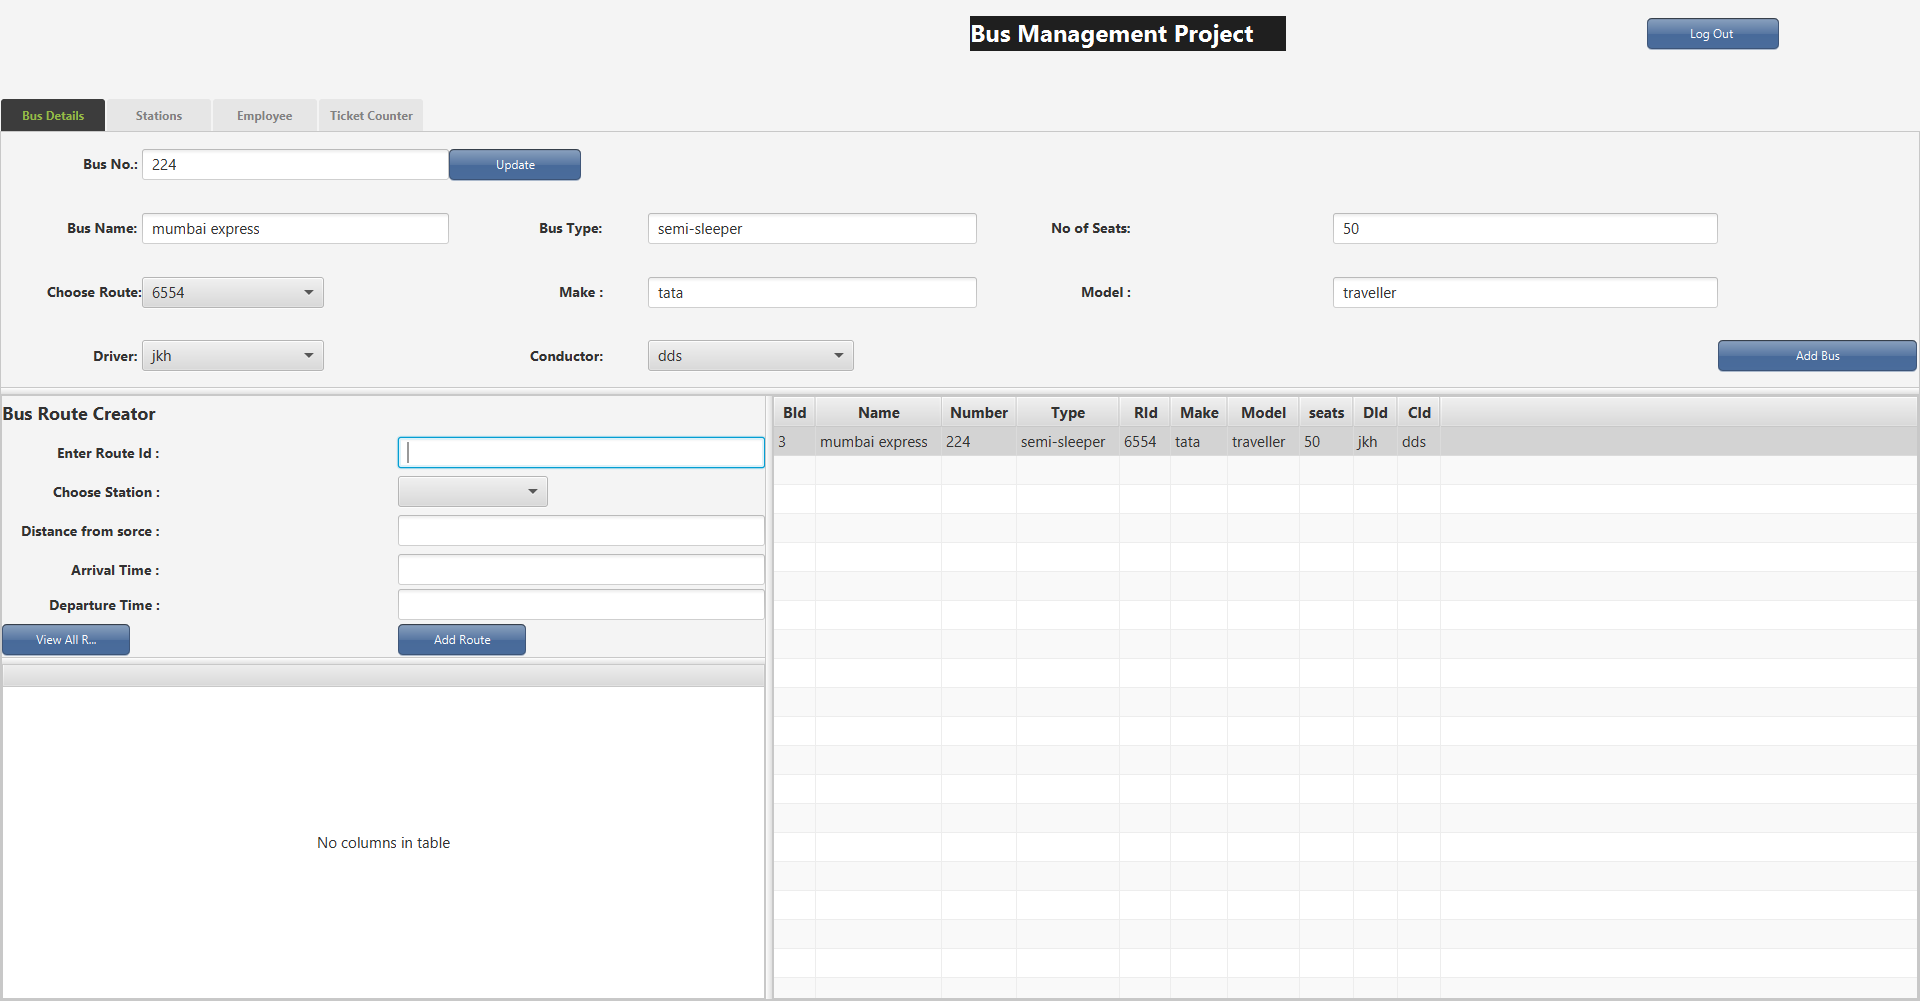 Bus Management Project
Log Out
Bus Details Stations Employee Ticket Counter
Bus No.: 224 Update
Bus Name: mumbai express Bus Type: semi-sleeper No of Seats: 50
Choose Route: 6554 Make : tata Model : traveller
Driver: jkh Conductor: dds Add Bus
Bus Route Creator
Enter Route Id :
Choose Station :
Distance from sorce :
Arrival Time :
Departure Time :
View All R... Add Route
No columns in table
BId Name Number Type RId Make Model seats DId CId
3 mumbai express 224 semi-sleeper 6554 tata traveller 50 jkh dds